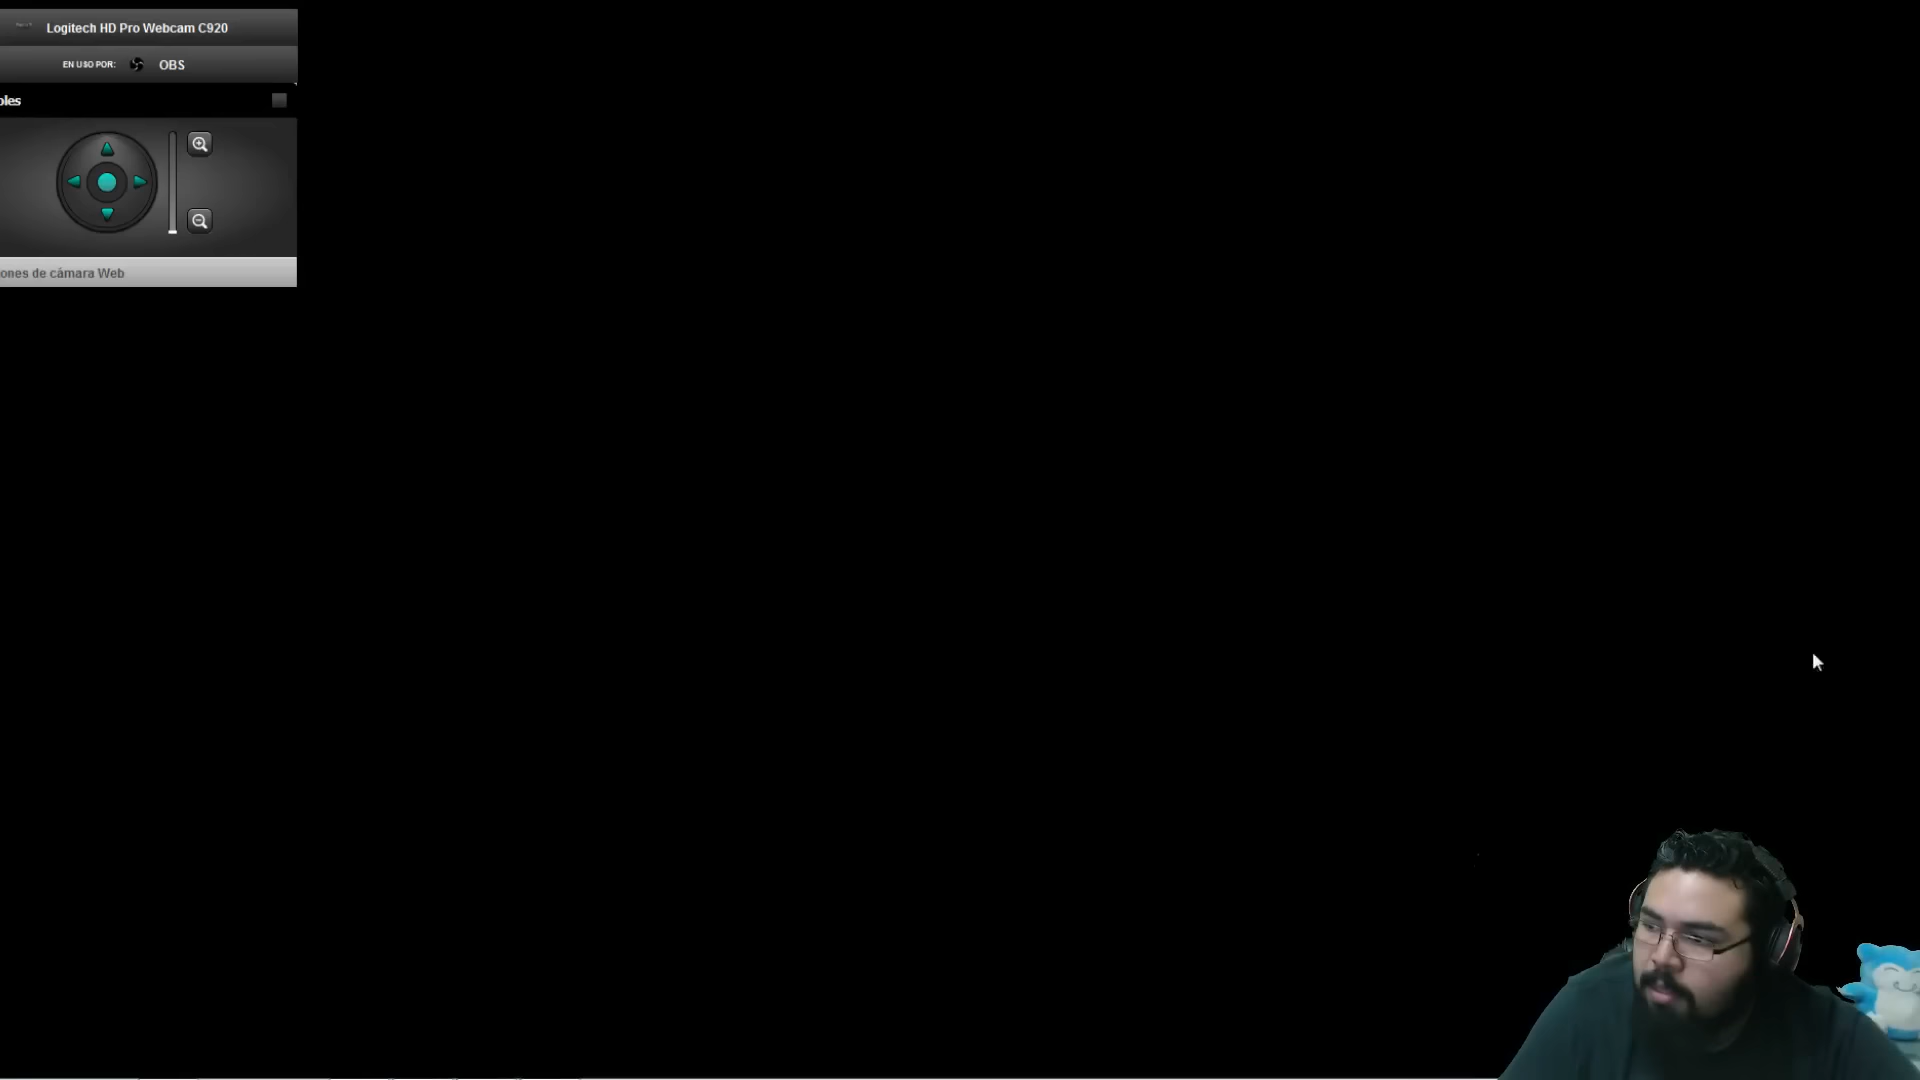 Logitech HD Pro Webcam C920
EN USO POR: OBS
oles
ones de cámara Web